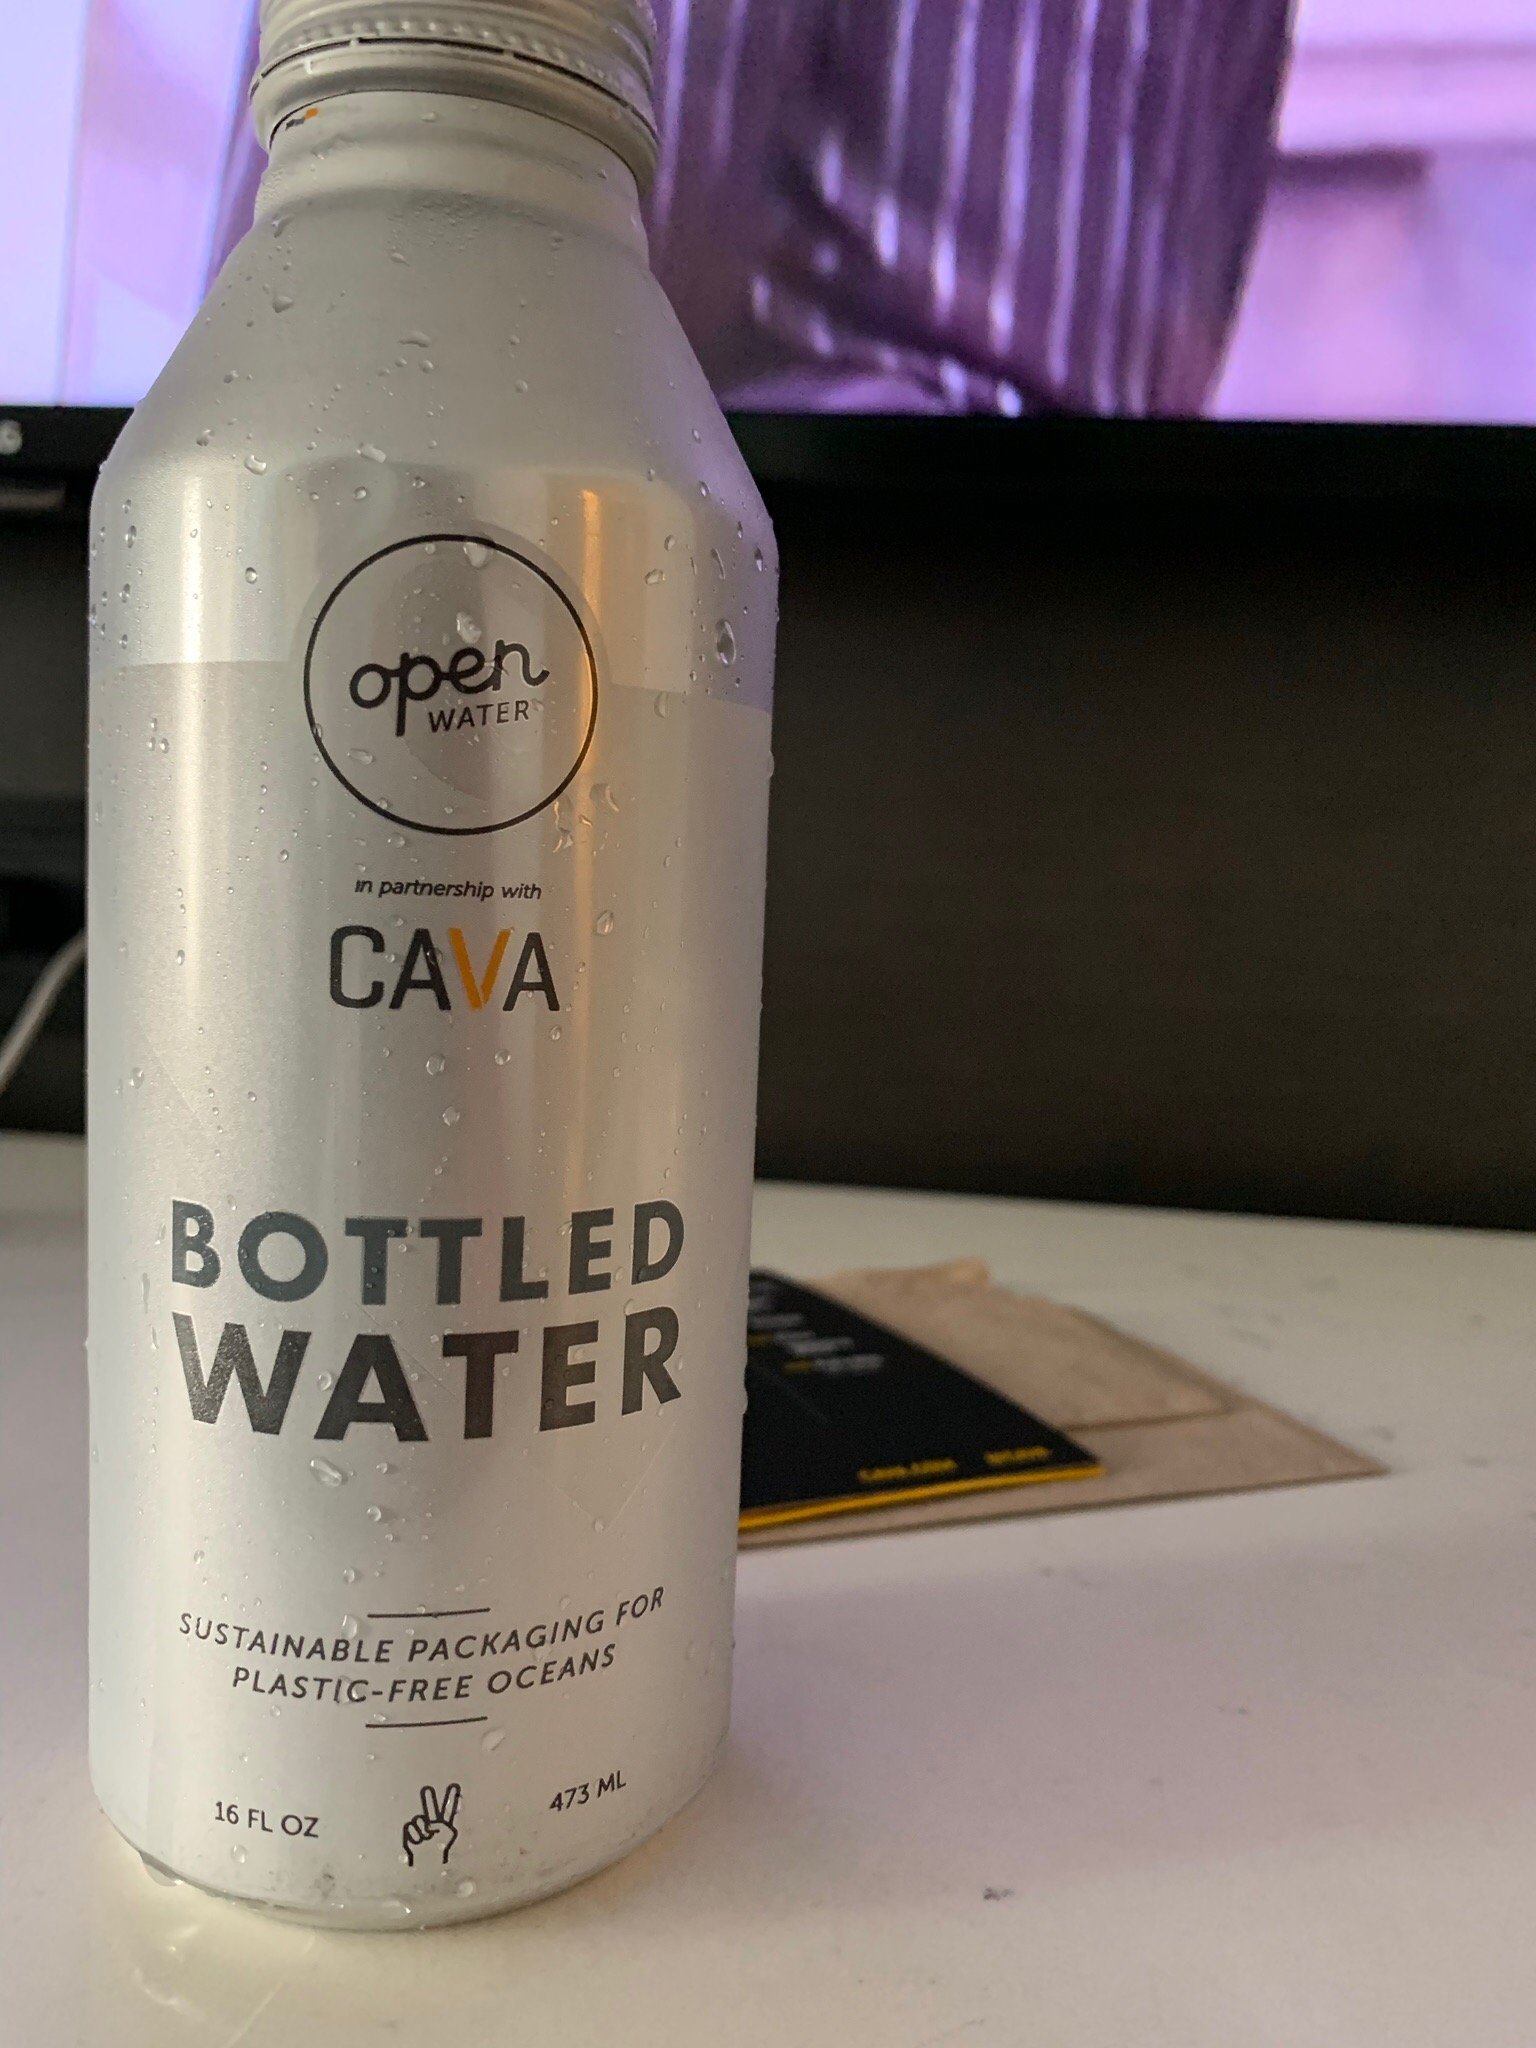 open
WATER
in partnership with
CAVA
BOTTLED
WATER
SUSTAINABLE PACKAGING FOR
PLASTIC-FREE OCEANS
16 FL OZ 473 ML